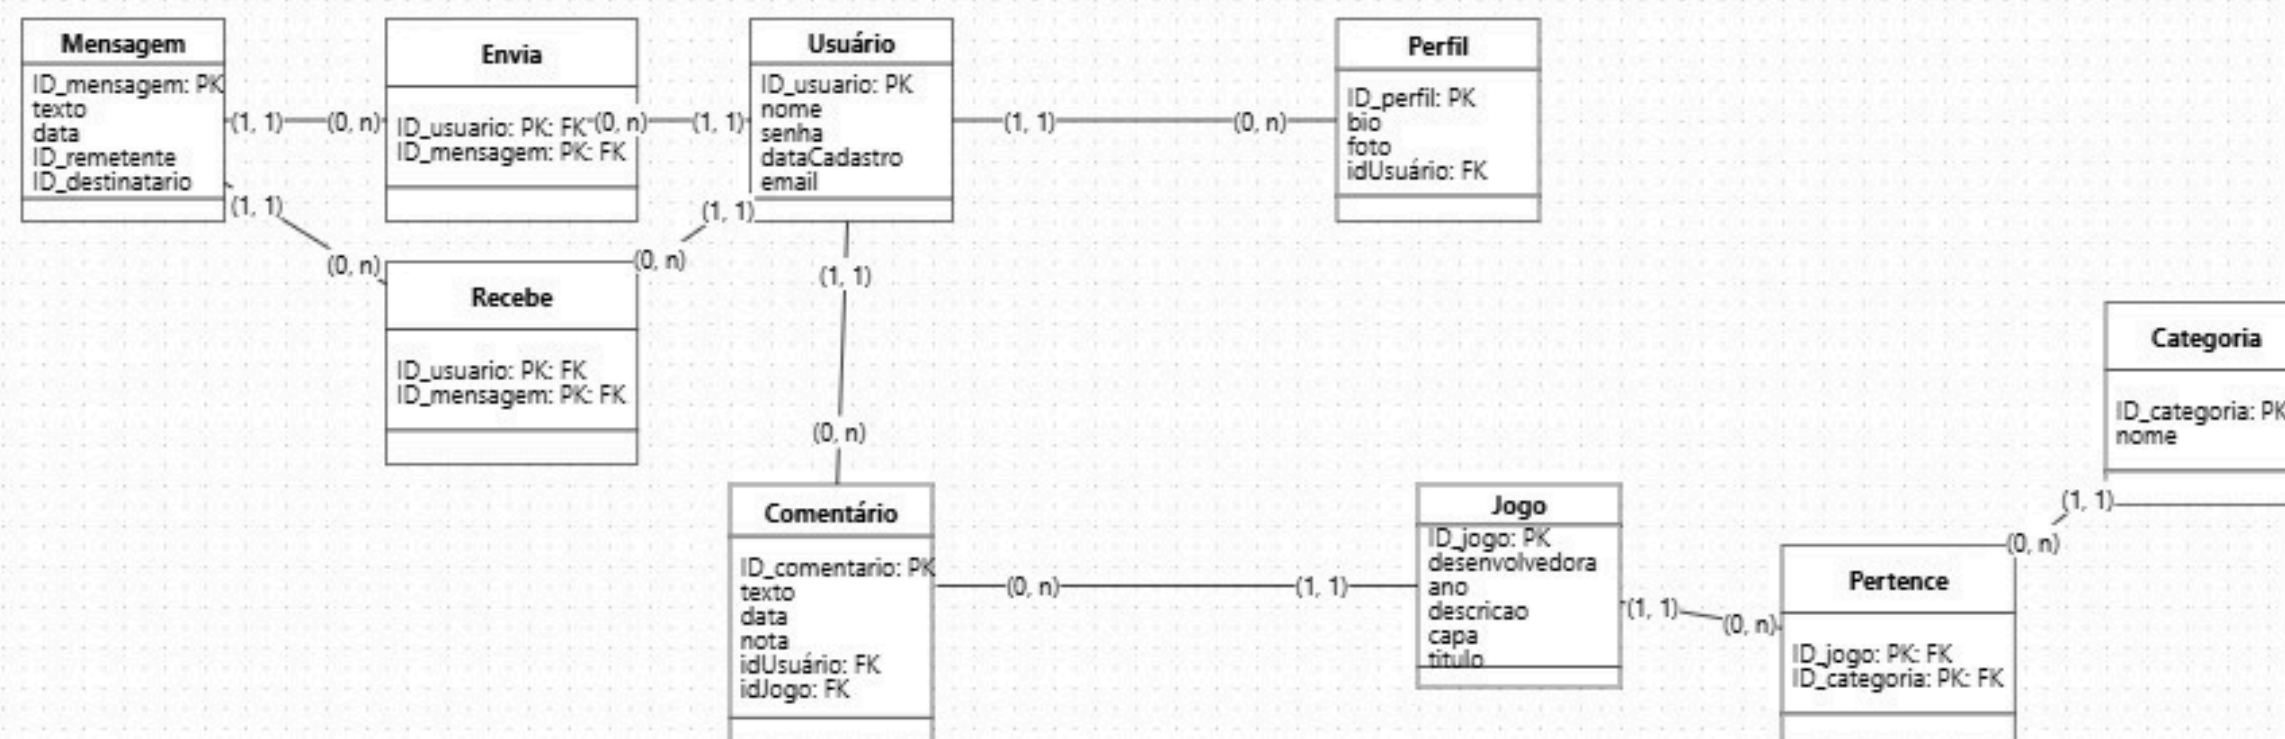 Mensagem
ID_mensagem: PK
texto
data
ID_remetente
ID_destinatario
(1, 1)
(0, n)
Envia
ID_usuario: PK: FK
ID_mensagem: PK: FK
(0, n)
(1, 1)
Usuário
ID_usuario: PK
nome
senha
dataCadastro
email
(1, 1)
(0, n)
Perfil
ID_perfil: PK
bio
foto
idUsuário: FK
(1, 1)
(0, n)
Recebe
ID_usuario: PK: FK
ID_mensagem: PK: FK
(0, n)
(1, 1)
(1, 1)
(0, n)
Comentário
ID_comentario: PK
texto
data
nota
idUsuário: FK
idJogo: FK
(0, n)
(1, 1)
Jogo
ID_jogo: PK
desenvolvedora
ano
descricao
capa
titulo
(1, 1)
(0, n)
Pertence
ID_jogo: PK: FK
ID_categoria: PK: FK
(0, n)
(1, 1)
Categoria
ID_categoria: PK
nome